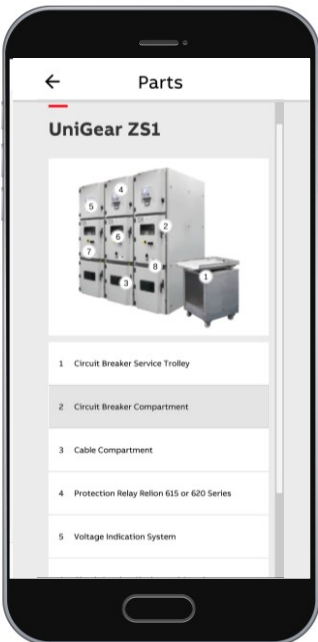 Parts
UniGear ZS1
4
5
2
6
7
8
3
1
1 Circuit Breaker Service Trolley
2 Circuit Breaker Compartment
3 Cable Compartment
4 Protection Relay Relion 615 or 620 Series
5 Voltage Indication System